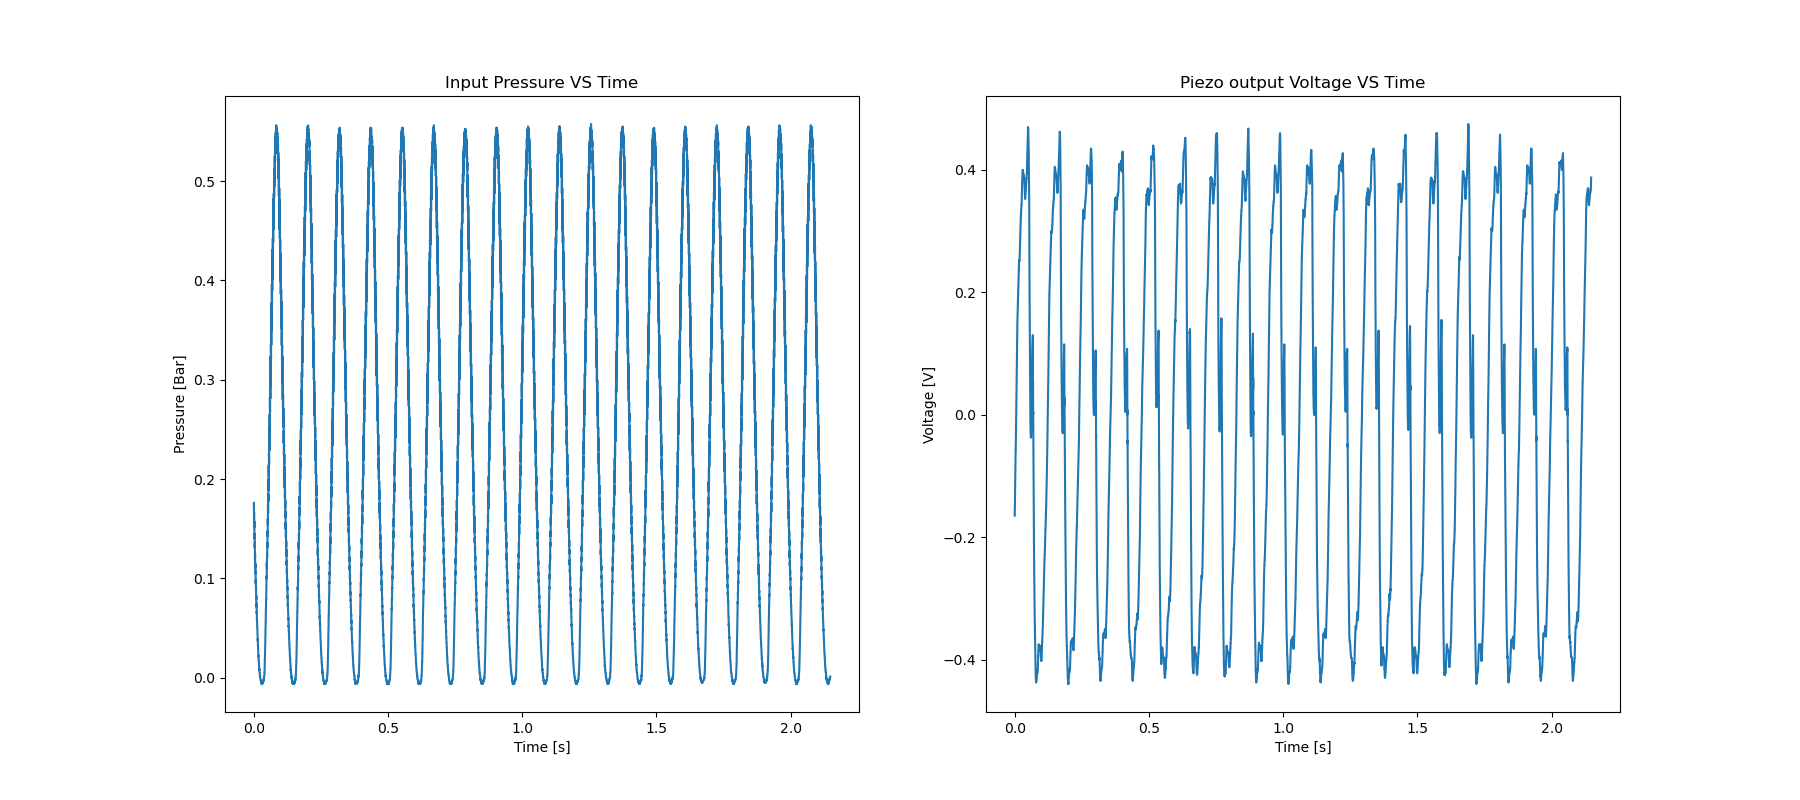 Input Pressure VS Time
Pressure [Bar]
0.5
0.4
0.3
0.2
0.1
0.0
0.0 0.5 1.0 1.5 2.0
Time [s]
Piezo output Voltage VS Time
Voltage [V]
0.4
0.2
0.0
−0.2
−0.4
0.0 0.5 1.0 1.5 2.0
Time [s]